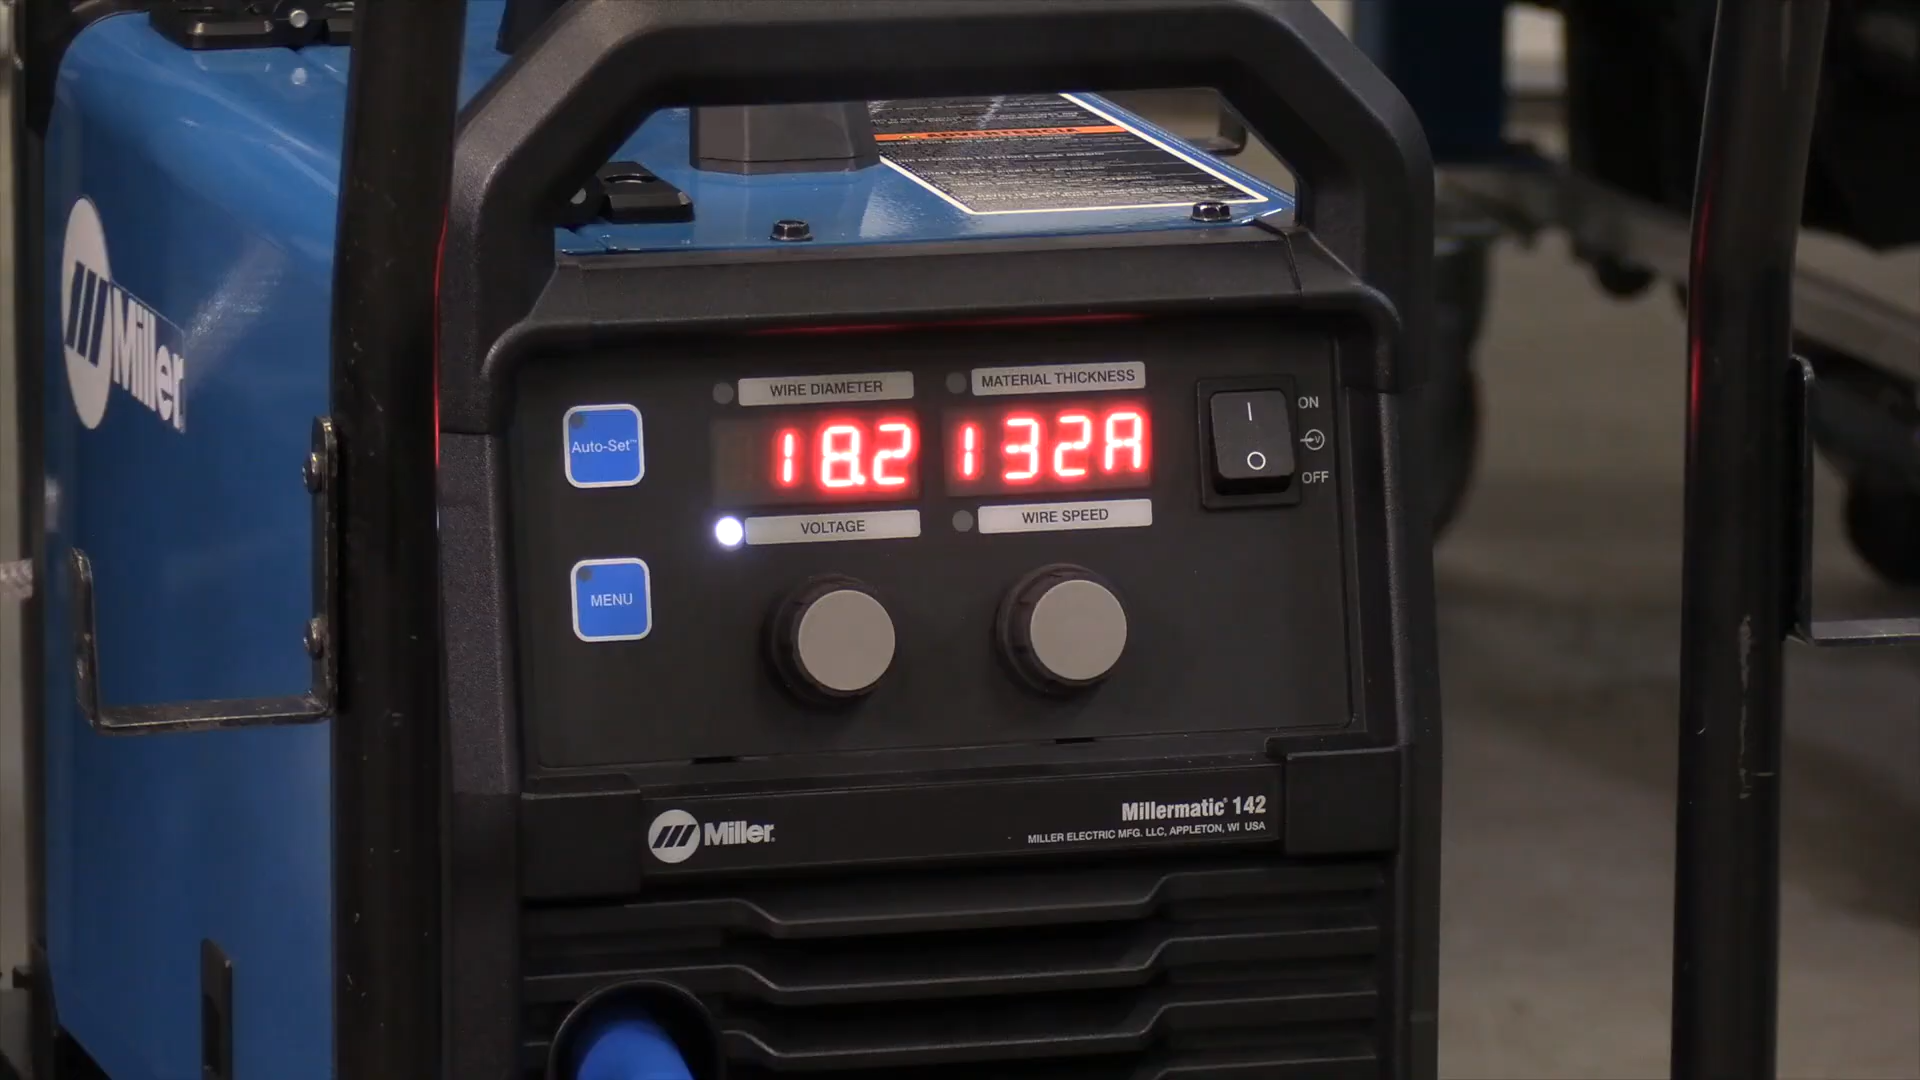 ADVERTENCIA
Miller
WIRE DIAMETER
MATERIAL THICKNESS
Auto-Set™
18.2
132A
ON
OFF
VOLTAGE
WIRE SPEED
MENU
Miller
Millermatic® 142
MILLER ELECTRIC MFG. LLC, APPLETON, WI USA